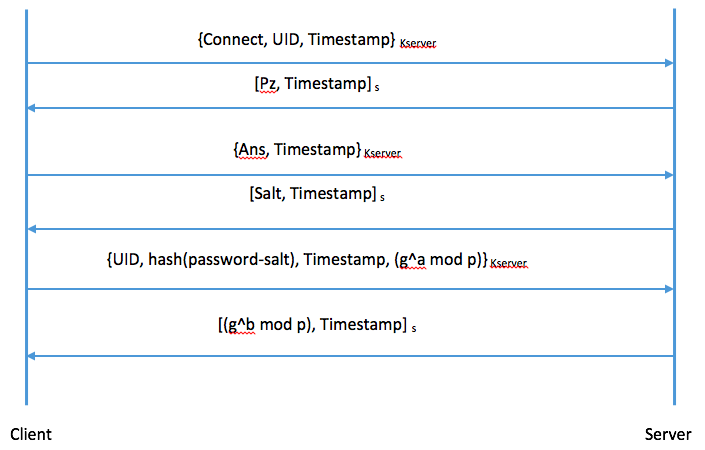 {Connect, UID, Timestamp} Kserver
[Pz, Timestamp] s
{Ans, Timestamp} Kserver
[Salt, Timestamp] s
{UID, hash(password-salt), Timestamp, (g^a mod p)} Kserver
[(g^b mod p), Timestamp] s
Client Server